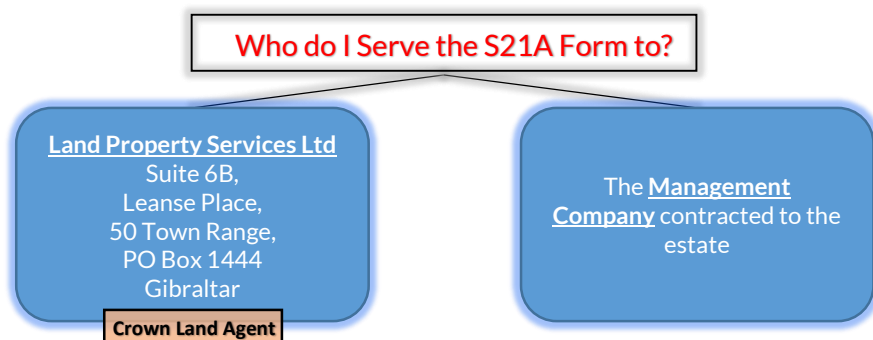 Who do I Serve the S21A Form to?
Land Property Services Ltd
Suite 6B,
Leanse Place,
50 Town Range,
PO Box 1444
Gibraltar
Crown Land Agent
The Management
Company contracted to the
estate